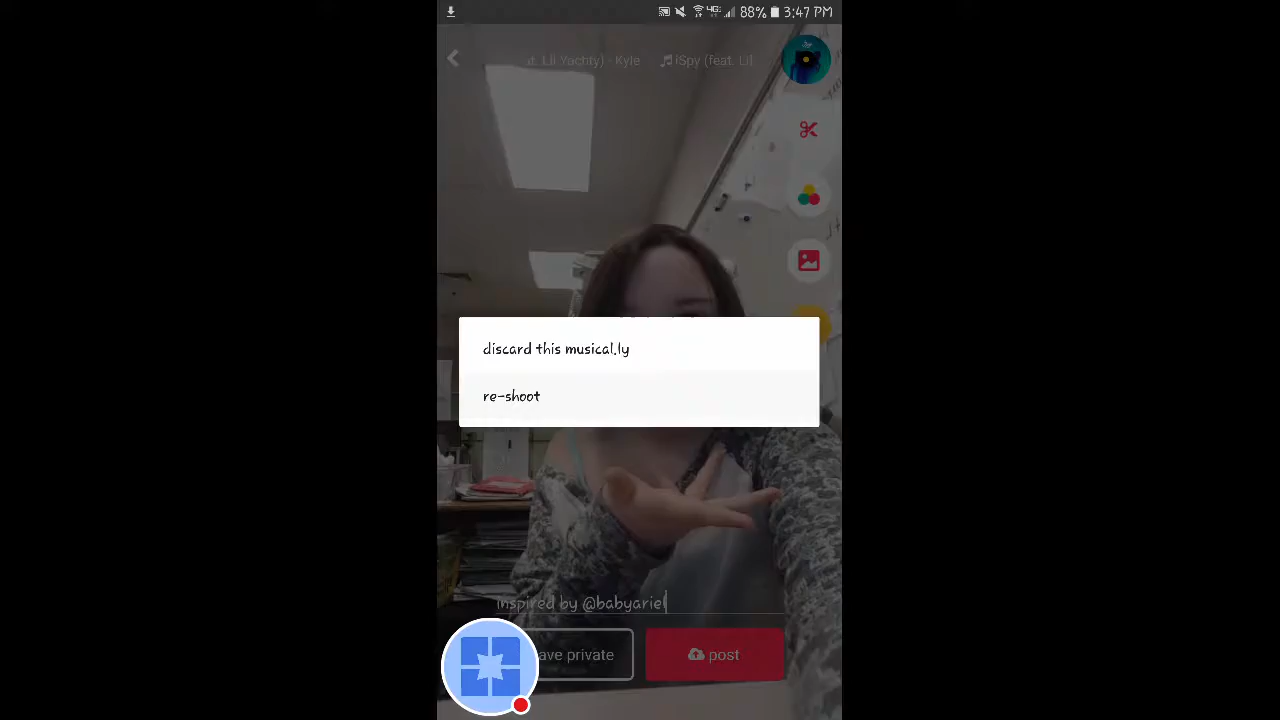 4G
88% 3:47 PM
t. Lil Yachty) - Kyle iSpy (feat. Lil
discard this musical.ly
re-shoot
inspired by @babyariel
ave private
post